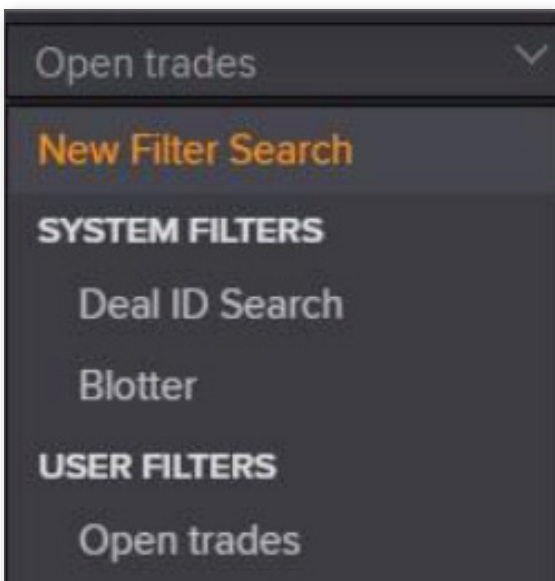 Open trades
New Filter Search
SYSTEM FILTERS
Deal ID Search
Blotter
USER FILTERS
Open trades